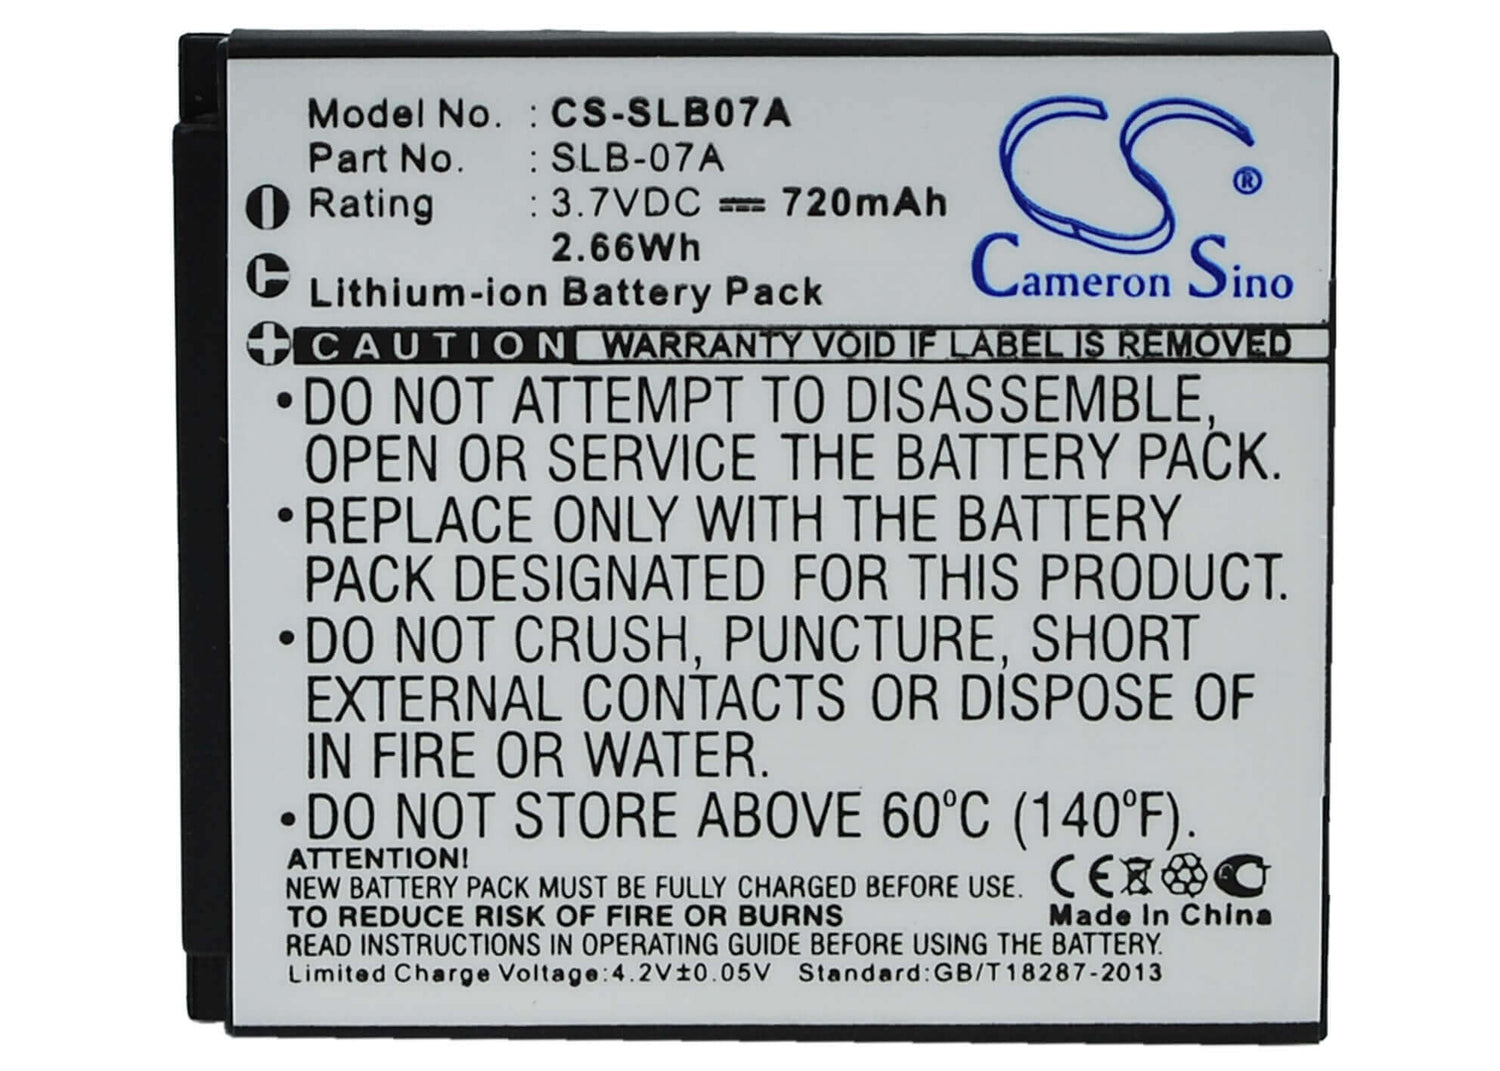 Model No. : CS-SLB07A
Part No. : SLB-07A
Rating : 3.7VDC ⎓ 720mAh
2.66Wh
Lithium-ion Battery Pack
CS®
Cameron Sino
CAUTION WARRANTY VOID IF LABEL IS REMOVED
•DO NOT ATTEMPT TO DISASSEMBLE,
OPEN OR SERVICE THE BATTERY PACK.
•REPLACE ONLY WITH THE BATTERY
PACK DESIGNATED FOR THIS PRODUCT.
•DO NOT CRUSH, PUNCTURE, SHORT
EXTERNAL CONTACTS OR DISPOSE OF
IN FIRE OR WATER.
•DO NOT STORE ABOVE 60°C (140°F).
ATTENTION!
NEW BATTERY PACK MUST BE FULLY CHARGED BEFORE USE.
TO REDUCE RISK OF FIRE OR BURNS
READ INSTRUCTIONS IN OPERATING GUIDE BEFORE USING THE BATTERY.
Limited Charge Voltage:4.2V±0.05V Standard:GB/T18287-2013
CE
Made In China